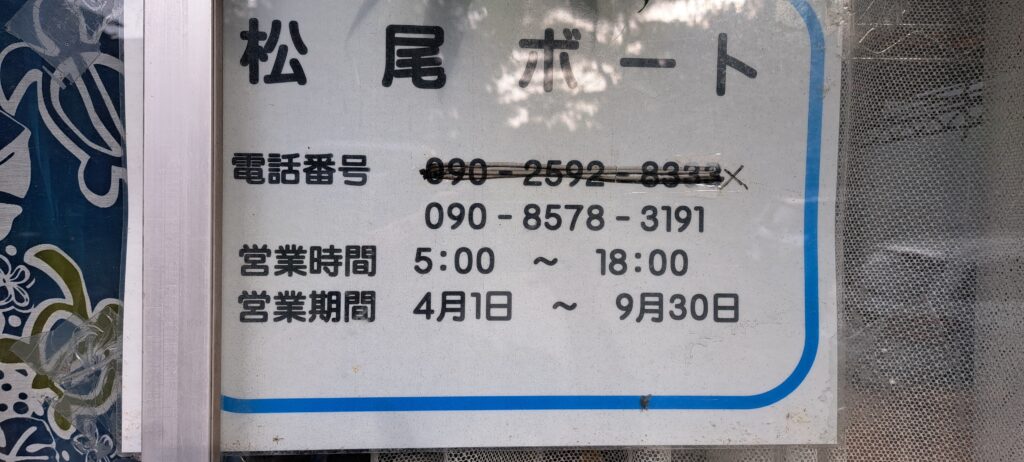 松尾ボート
電話番号 090-2592-8333×
090-8578-3191
営業時間 5:00 ~ 18:00
営業期間 4月1日 ~ 9月30日